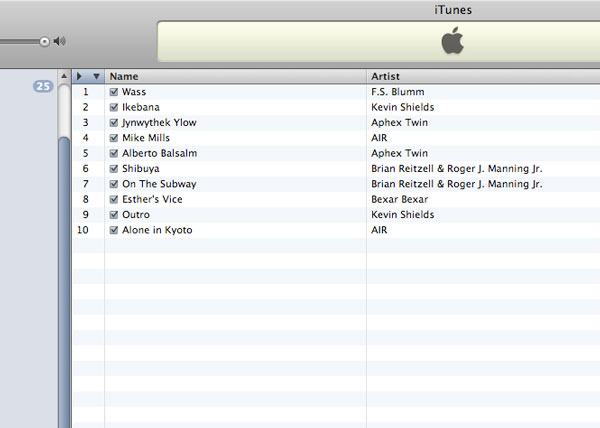 iTunes
25
Name Artist
1 Wass F.S. Blumm
2 Ikebana Kevin Shields
3 Jynwythek Ylow Aphex Twin
4 Mike Mills AIR
5 Alberto Balsalm Aphex Twin
6 Shibuya Brian Reitzell & Roger J. Manning Jr.
7 On The Subway Brian Reitzell & Roger J. Manning Jr.
8 Esther's Vice Bexar Bexar
9 Outro Kevin Shields
10 Alone in Kyoto AIR